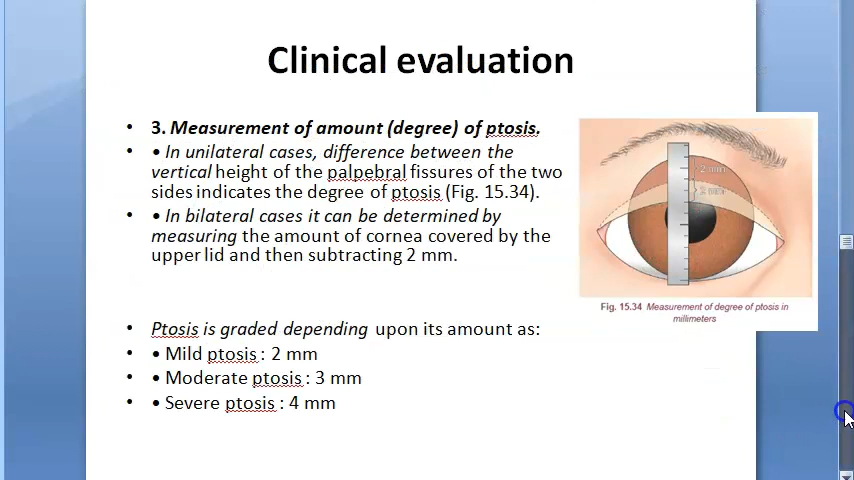 Clinical evaluation
• 3. Measurement of amount (degree) of ptosis.
• • In unilateral cases, difference between the
vertical height of the palpebral fissures of the two
sides indicates the degree of ptosis (Fig. 15.34).
• • In bilateral cases it can be determined by
measuring the amount of cornea covered by the
upper lid and then subtracting 2 mm.
• Ptosis is graded depending upon its amount as:
• • Mild ptosis : 2 mm
• • Moderate ptosis : 3 mm
• • Severe ptosis : 4 mm
2 mm
2 mm
Fig. 15.34 Measurement of degree of ptosis in
millimeters